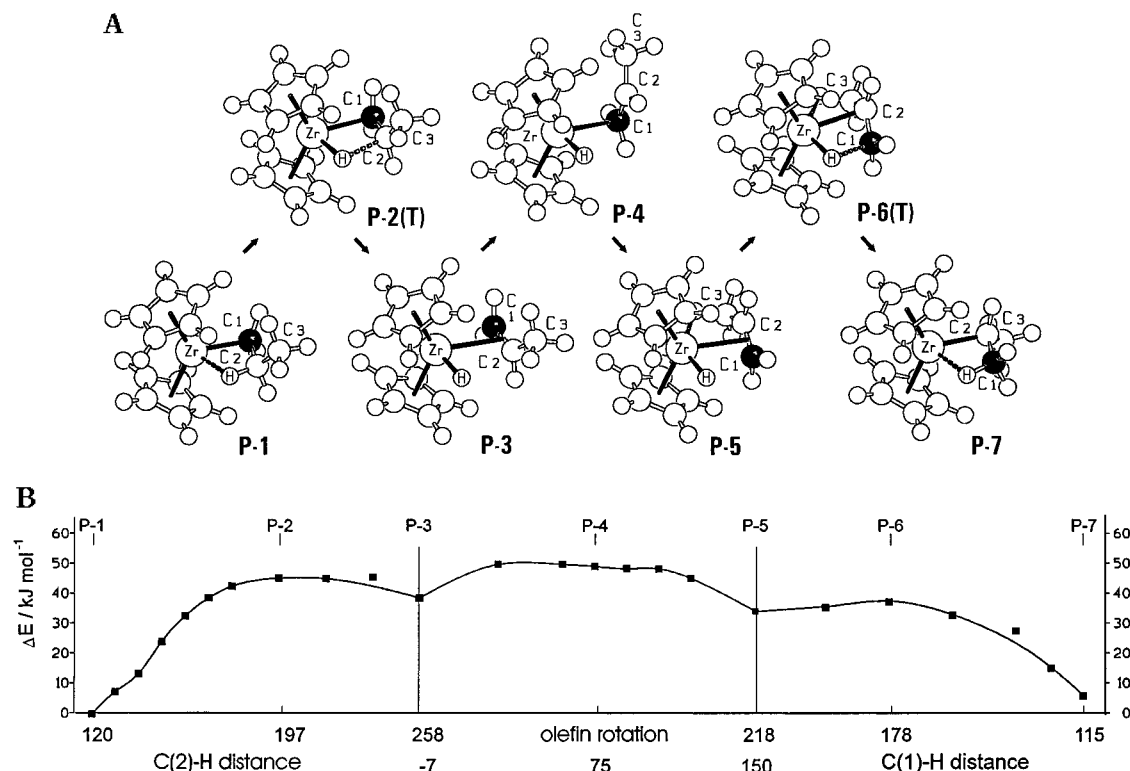 A
C 3
C2
C1
Zr
H
P-4
C1
C3
C2
Zr
H
P-2(T)
C3
C2
C1
Zr
H
P-6(T)
C1
C3
C2
Zr
H
P-1
C 1
C3
C2
Zr
H
P-3
C3
C2
C1
Zr
H
P-5
C2
C3
C1
Zr
H
P-7
B
P-1 P-2 P-3 P-4 P-5 P-6 P-7
ΔE / kJ mol⁻¹
60 60
50 50
40 40
30 30
20 20
10 10
0 0
120 197 258 olefin rotation 218 178 115
C(2)-H distance -7 75 150 C(1)-H distance